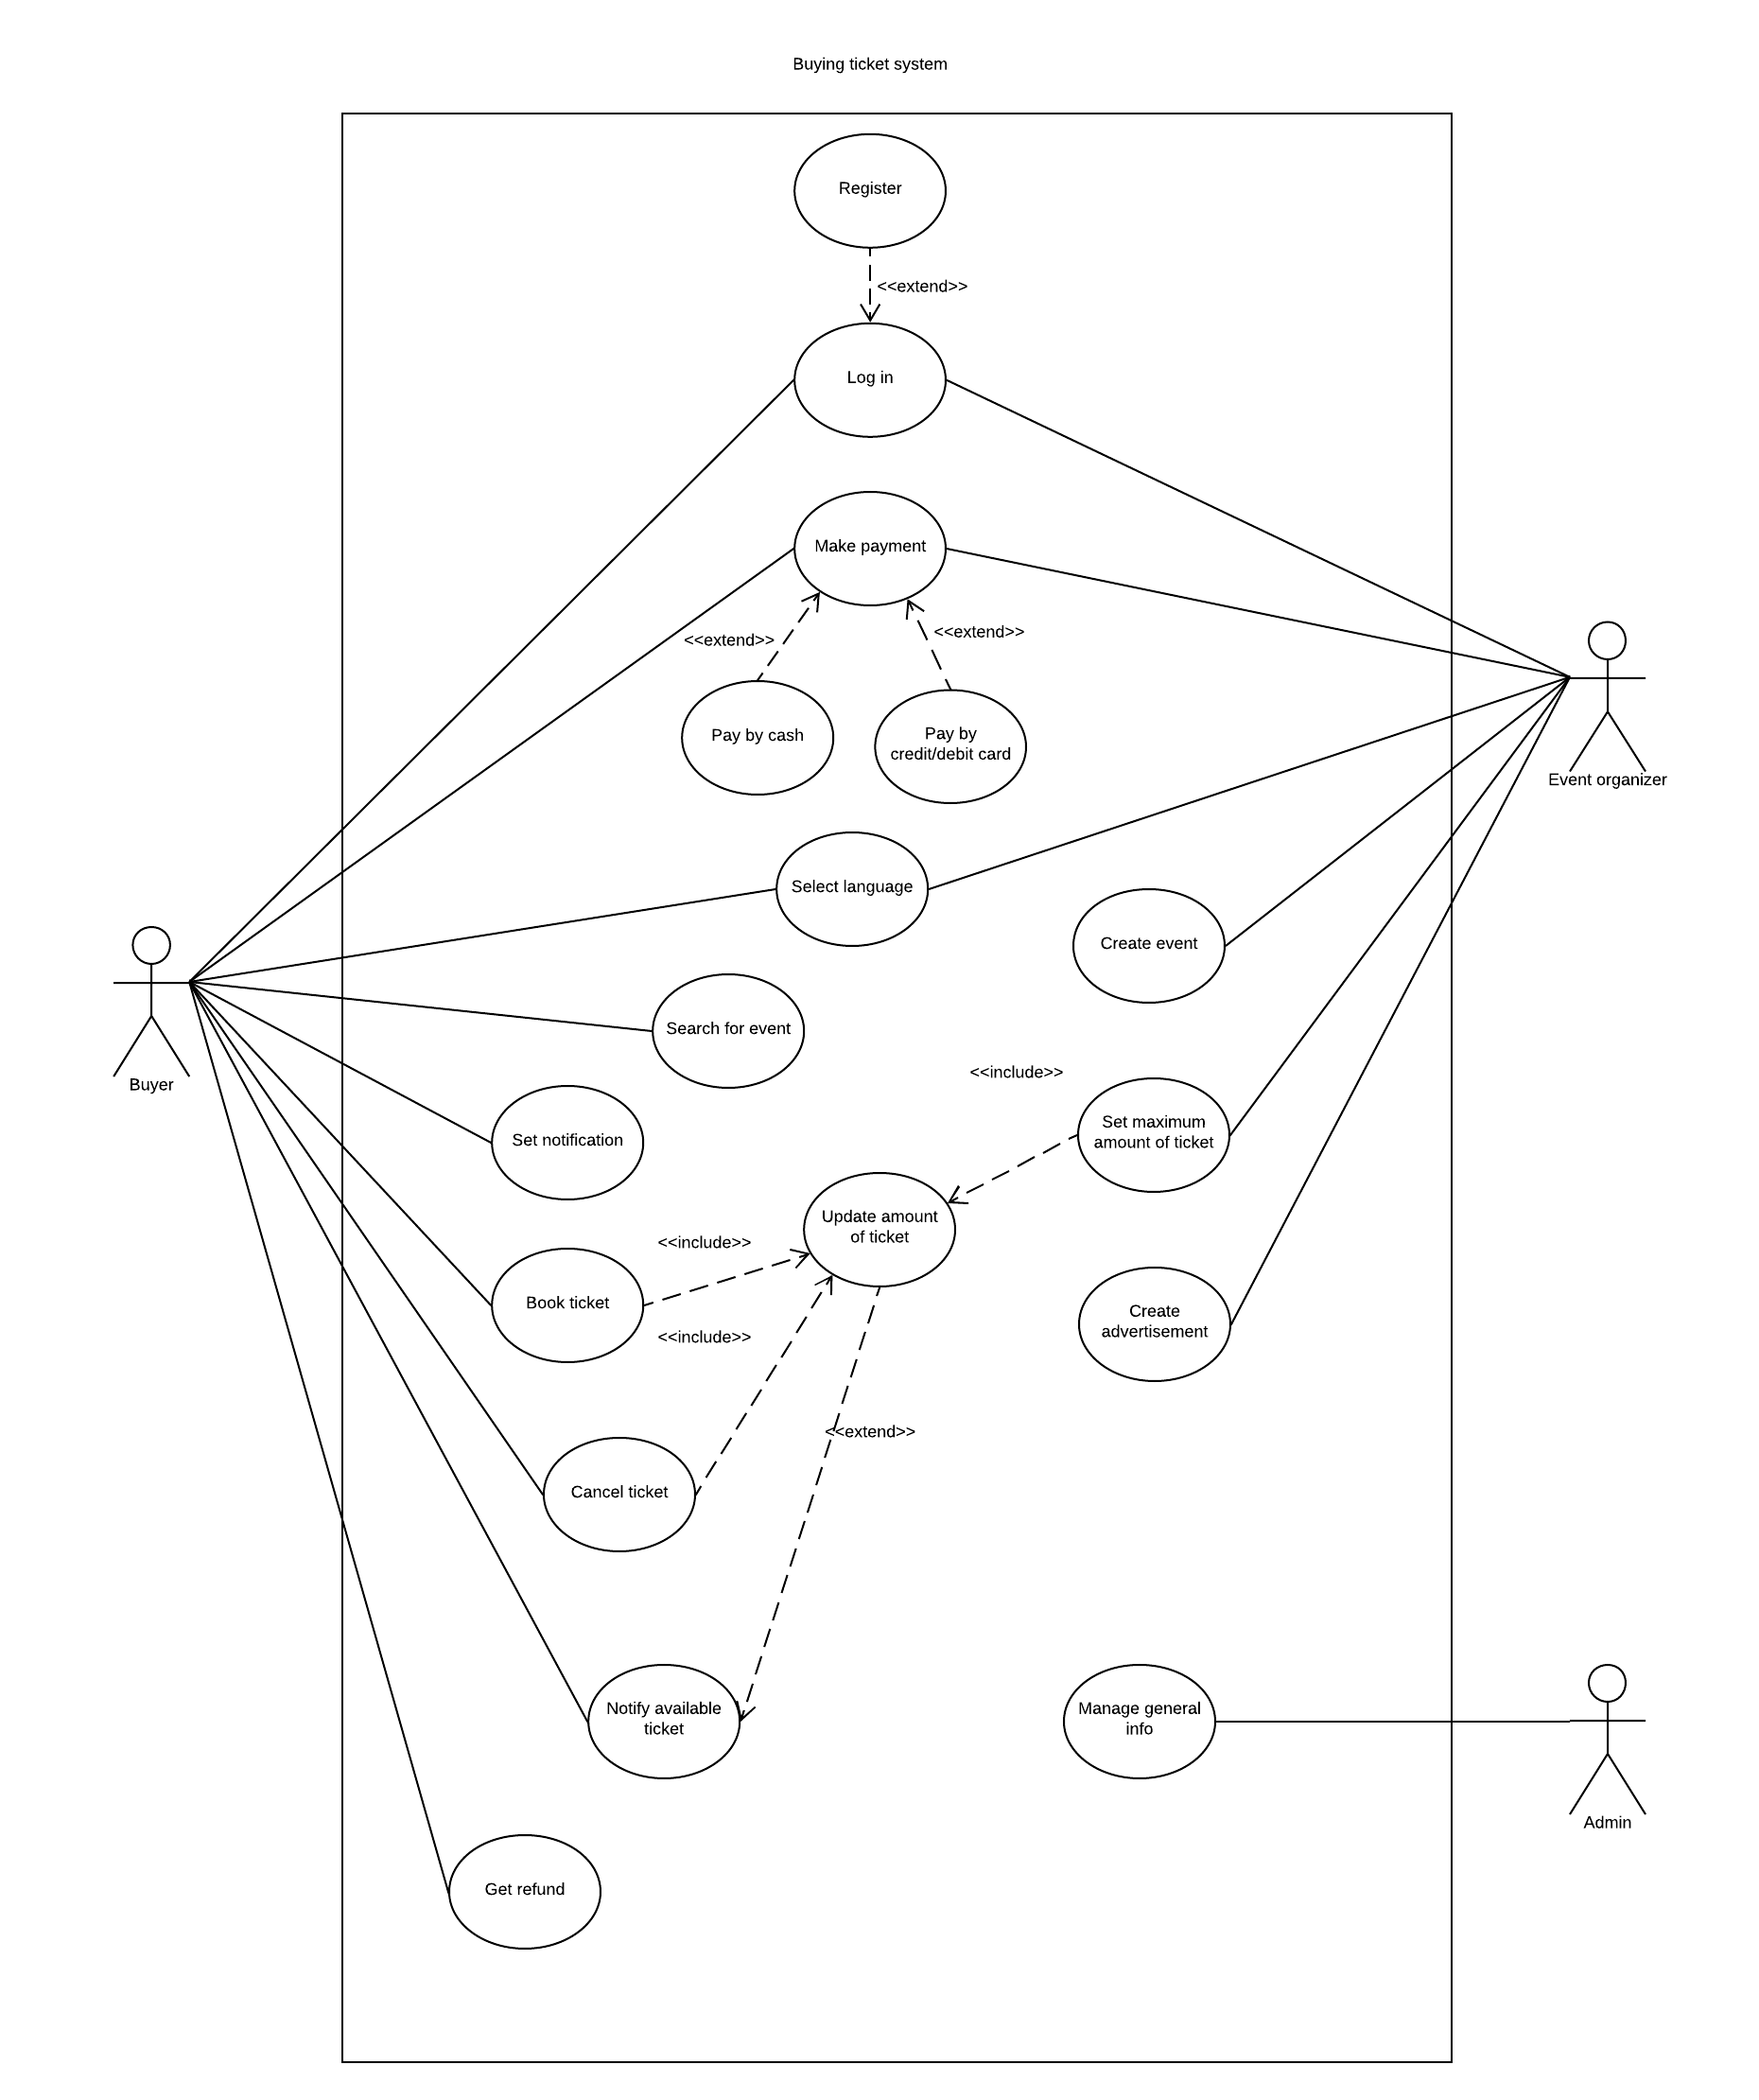 Buying ticket system
Register
<<extend>>
Log in
Make payment
<<extend>>
<<extend>>
Pay by cash
Pay by
credit/debit card
Event organizer
Select language
Create event
Search for event
Buyer
<<include>>
Set notification
Set maximum
amount of ticket
Update amount
of ticket
<<include>>
Book ticket
<<include>>
Create
advertisement
<<extend>>
Cancel ticket
Notify available
ticket
Manage general
info
Admin
Get refund